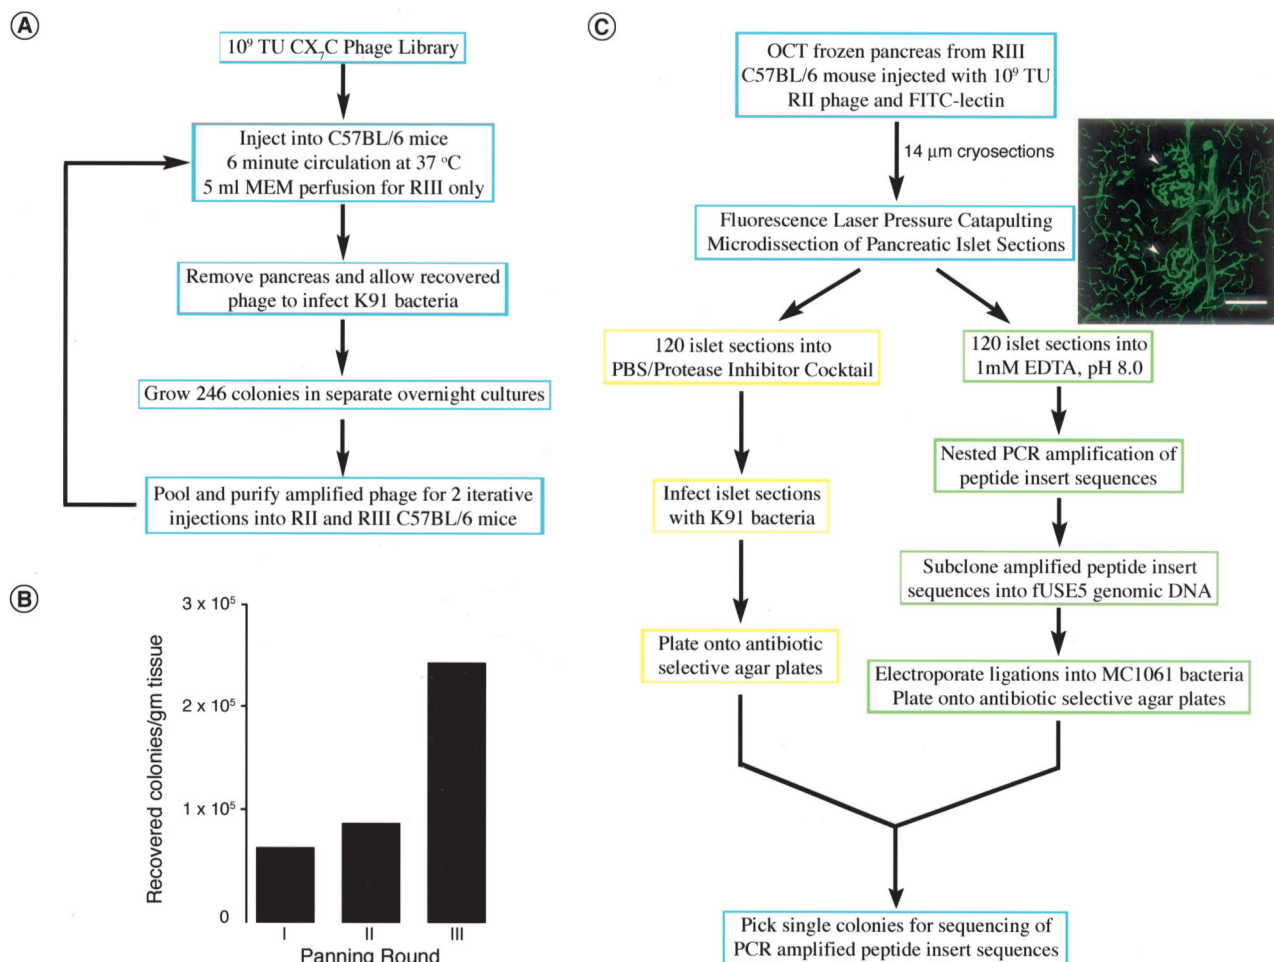 A
10⁹ TU CX₇C Phage Library
Inject into C57BL/6 mice
6 minute circulation at 37 °C
5 ml MEM perfusion for RIII only
Remove pancreas and allow recovered
phage to infect K91 bacteria
Grow 246 colonies in separate overnight cultures
Pool and purify amplified phage for 2 iterative
injections into RII and RIII C57BL/6 mice
B
Recovered colonies/gm tissue
3 x 10⁵
2 x 10⁵
1 x 10⁵
0
I II III
Panning Round
C
OCT frozen pancreas from RIII
C57BL/6 mouse injected with 10⁹ TU
RII phage and FITC-lectin
14 μm cryosections
Fluorescence Laser Pressure Catapulting
Microdissection of Pancreatic Islet Sections
120 islet sections into
PBS/Protease Inhibitor Cocktail
Infect islet sections
with K91 bacteria
Plate onto antibiotic
selective agar plates
120 islet sections into
1mM EDTA, pH 8.0
Nested PCR amplification of
peptide insert sequences
Subclone amplified peptide insert
sequences into fUSE5 genomic DNA
Electroporate ligations into MC1061 bacteria
Plate onto antibiotic selective agar plates
Pick single colonies for sequencing of
PCR amplified peptide insert sequences